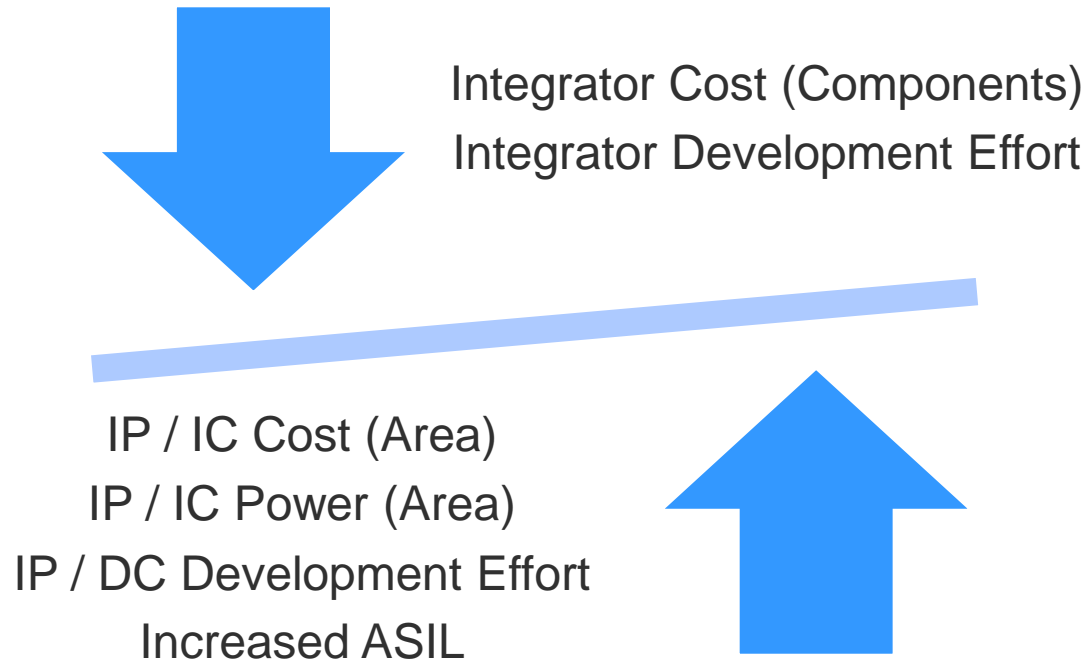 Integrator Cost (Components)
Integrator Development Effort
IP / IC Cost (Area)
IP / IC Power (Area)
IP / DC Development Effort
Increased ASIL